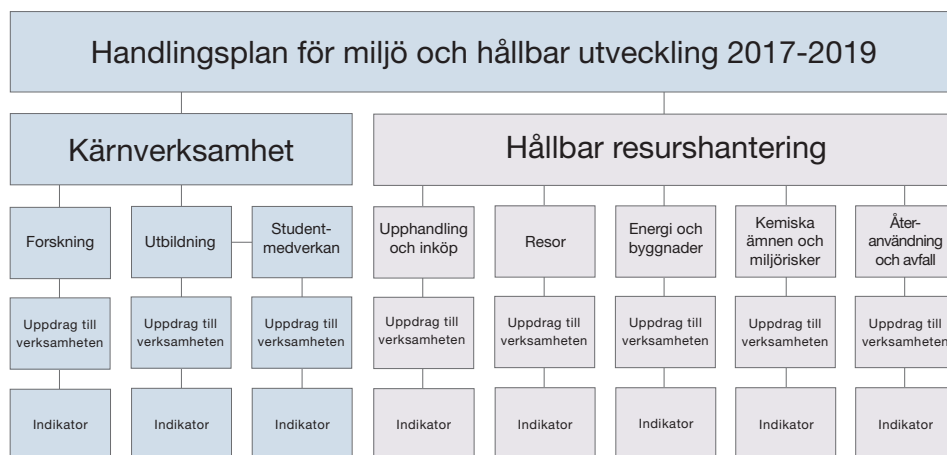 Handlingsplan för miljö och hållbar utveckling 2017-2019
Kärnverksamhet
Hållbar resurshantering
Forskning
Utbildning
Student-
medverkan
Upphandling
och inköp
Resor
Energi och
byggnader
Kemiska
ämnen och
miljörisker
Åter-
användning
och avfall
Uppdrag till
verksamheten
Uppdrag till
verksamheten
Uppdrag till
verksamheten
Uppdrag till
verksamheten
Uppdrag till
verksamheten
Uppdrag till
verksamheten
Uppdrag till
verksamheten
Uppdrag till
verksamheten
Indikator
Indikator
Indikator
Indikator
Indikator
Indikator
Indikator
Indikator